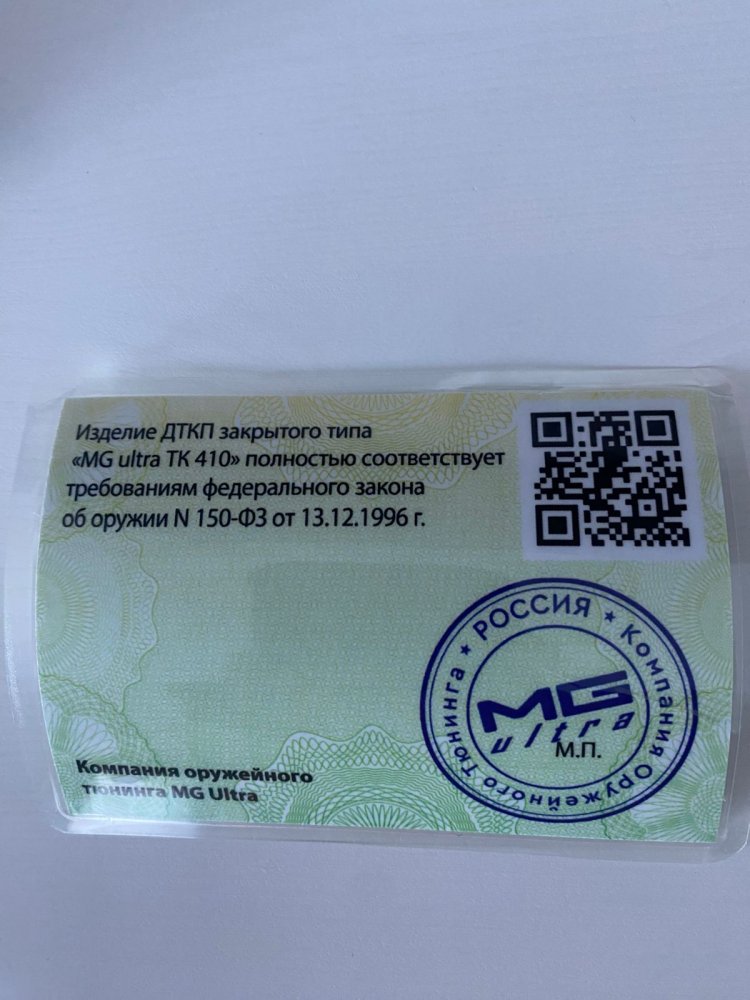 Изделие ДТКП закрытого типа
«MG ultra TK 410» полностью соответствует
требованиям федерального закона
об оружии N 150-ФЗ от 13.12.1996 г.
★ РОССИЯ ★
Компания Оружейного Тюнинга
MG
ultra
М.П.
Компания оружейного
тюнинга MG Ultra